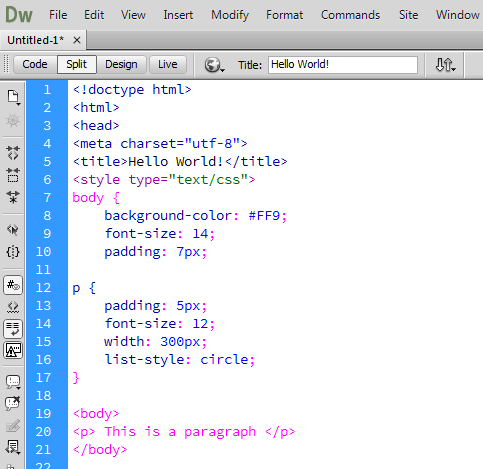 Dw File Edit View Insert Modify Format Commands Site Window
Untitled-1* ×
Code Split Design Live Title: Hello World!
1 <!doctype html>
2 <html>
3 <head>
4 <meta charset="utf-8">
5 <title>Hello World!</title>
6 <style type="text/css">
7 body {
8 background-color: #FF9;
9 font-size: 14;
10 padding: 7px;
11
12 p {
13 padding: 5px;
14 font-size: 12;
15 width: 300px;
16 list-style: circle;
17 }
18
19 <body>
20 <p> This is a paragraph </p>
21 </body>